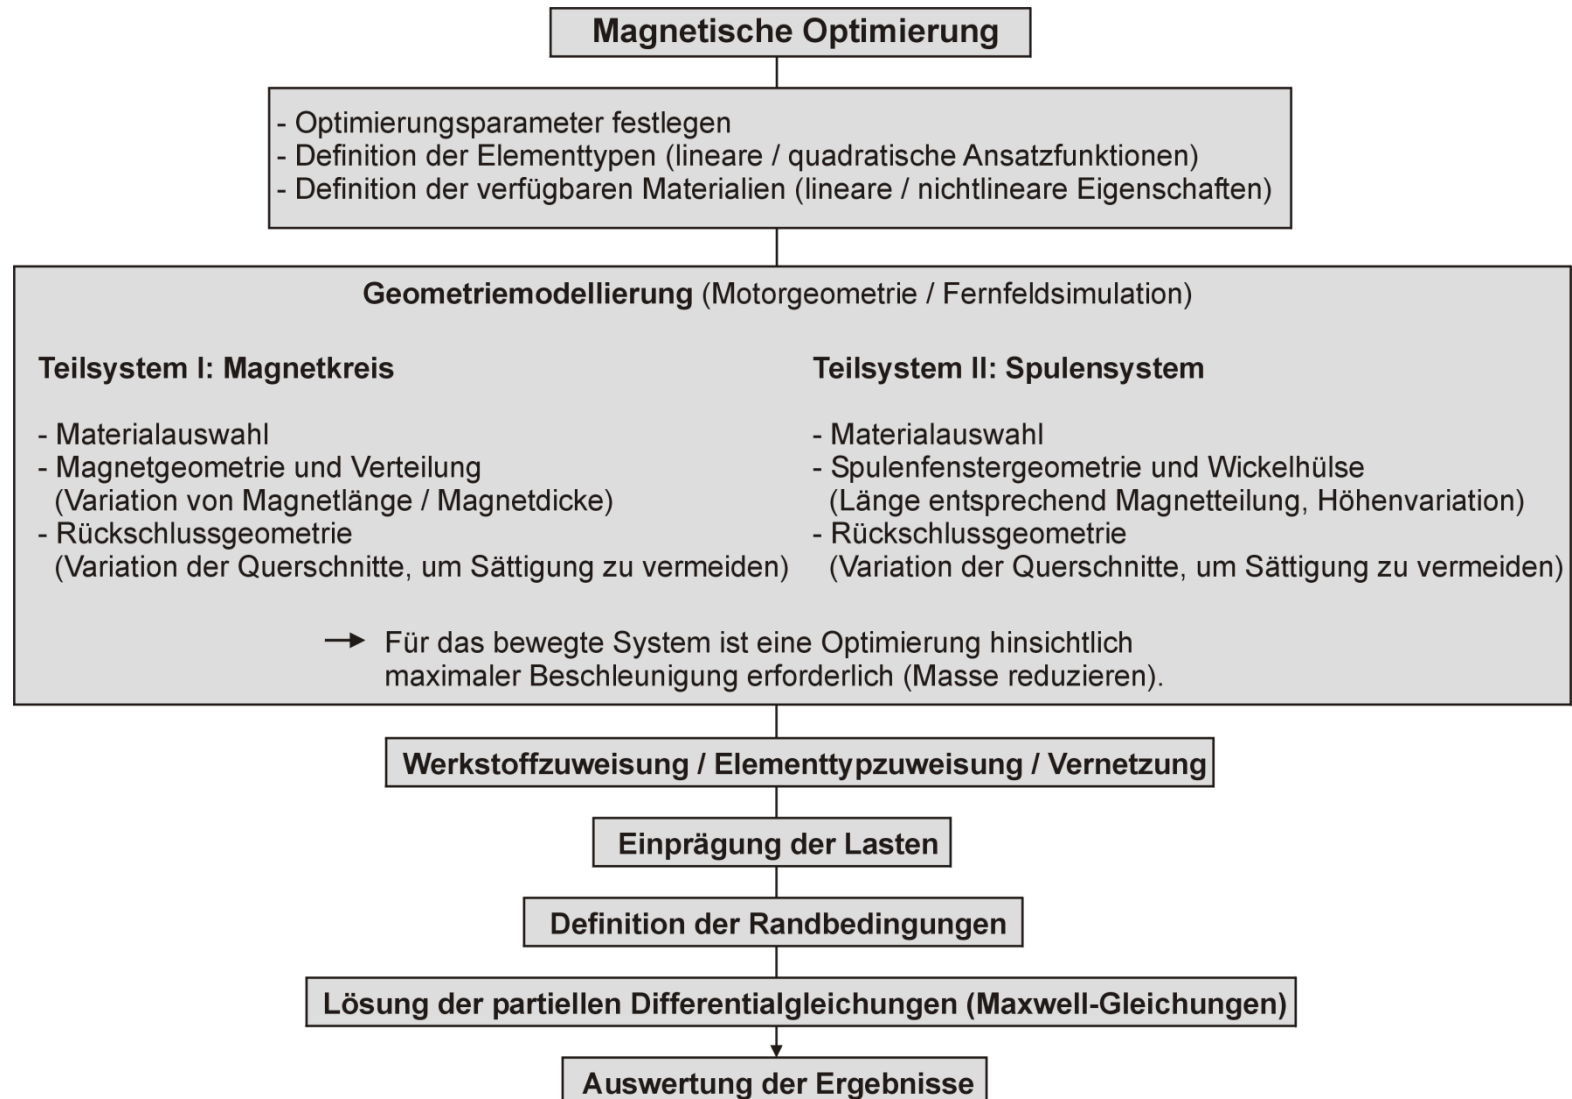 Magnetische Optimierung
- Optimierungsparameter festlegen
- Definition der Elementtypen (lineare / quadratische Ansatzfunktionen)
- Definition der verfügbaren Materialien (lineare / nichtlineare Eigenschaften)
Geometriemodellierung (Motorgeometrie / Fernfeldsimulation)
Teilsystem I: Magnetkreis
- Materialauswahl
- Magnetgeometrie und Verteilung
(Variation von Magnetlänge / Magnetdicke)
- Rückschlussgeometrie
(Variation der Querschnitte, um Sättigung zu vermeiden)
Teilsystem II: Spulensystem
- Materialauswahl
- Spulenfenstergeometrie und Wickelhülse
(Länge entsprechend Magnetteilung, Höhenvariation)
- Rückschlussgeometrie
(Variation der Querschnitte, um Sättigung zu vermeiden)
→ Für das bewegte System ist eine Optimierung hinsichtlich
maximaler Beschleunigung erforderlich (Masse reduzieren).
Werkstoffzuweisung / Elementtypzuweisung / Vernetzung
Einprägung der Lasten
Definition der Randbedingungen
Lösung der partiellen Differentialgleichungen (Maxwell-Gleichungen)
Auswertung der Ergebnisse